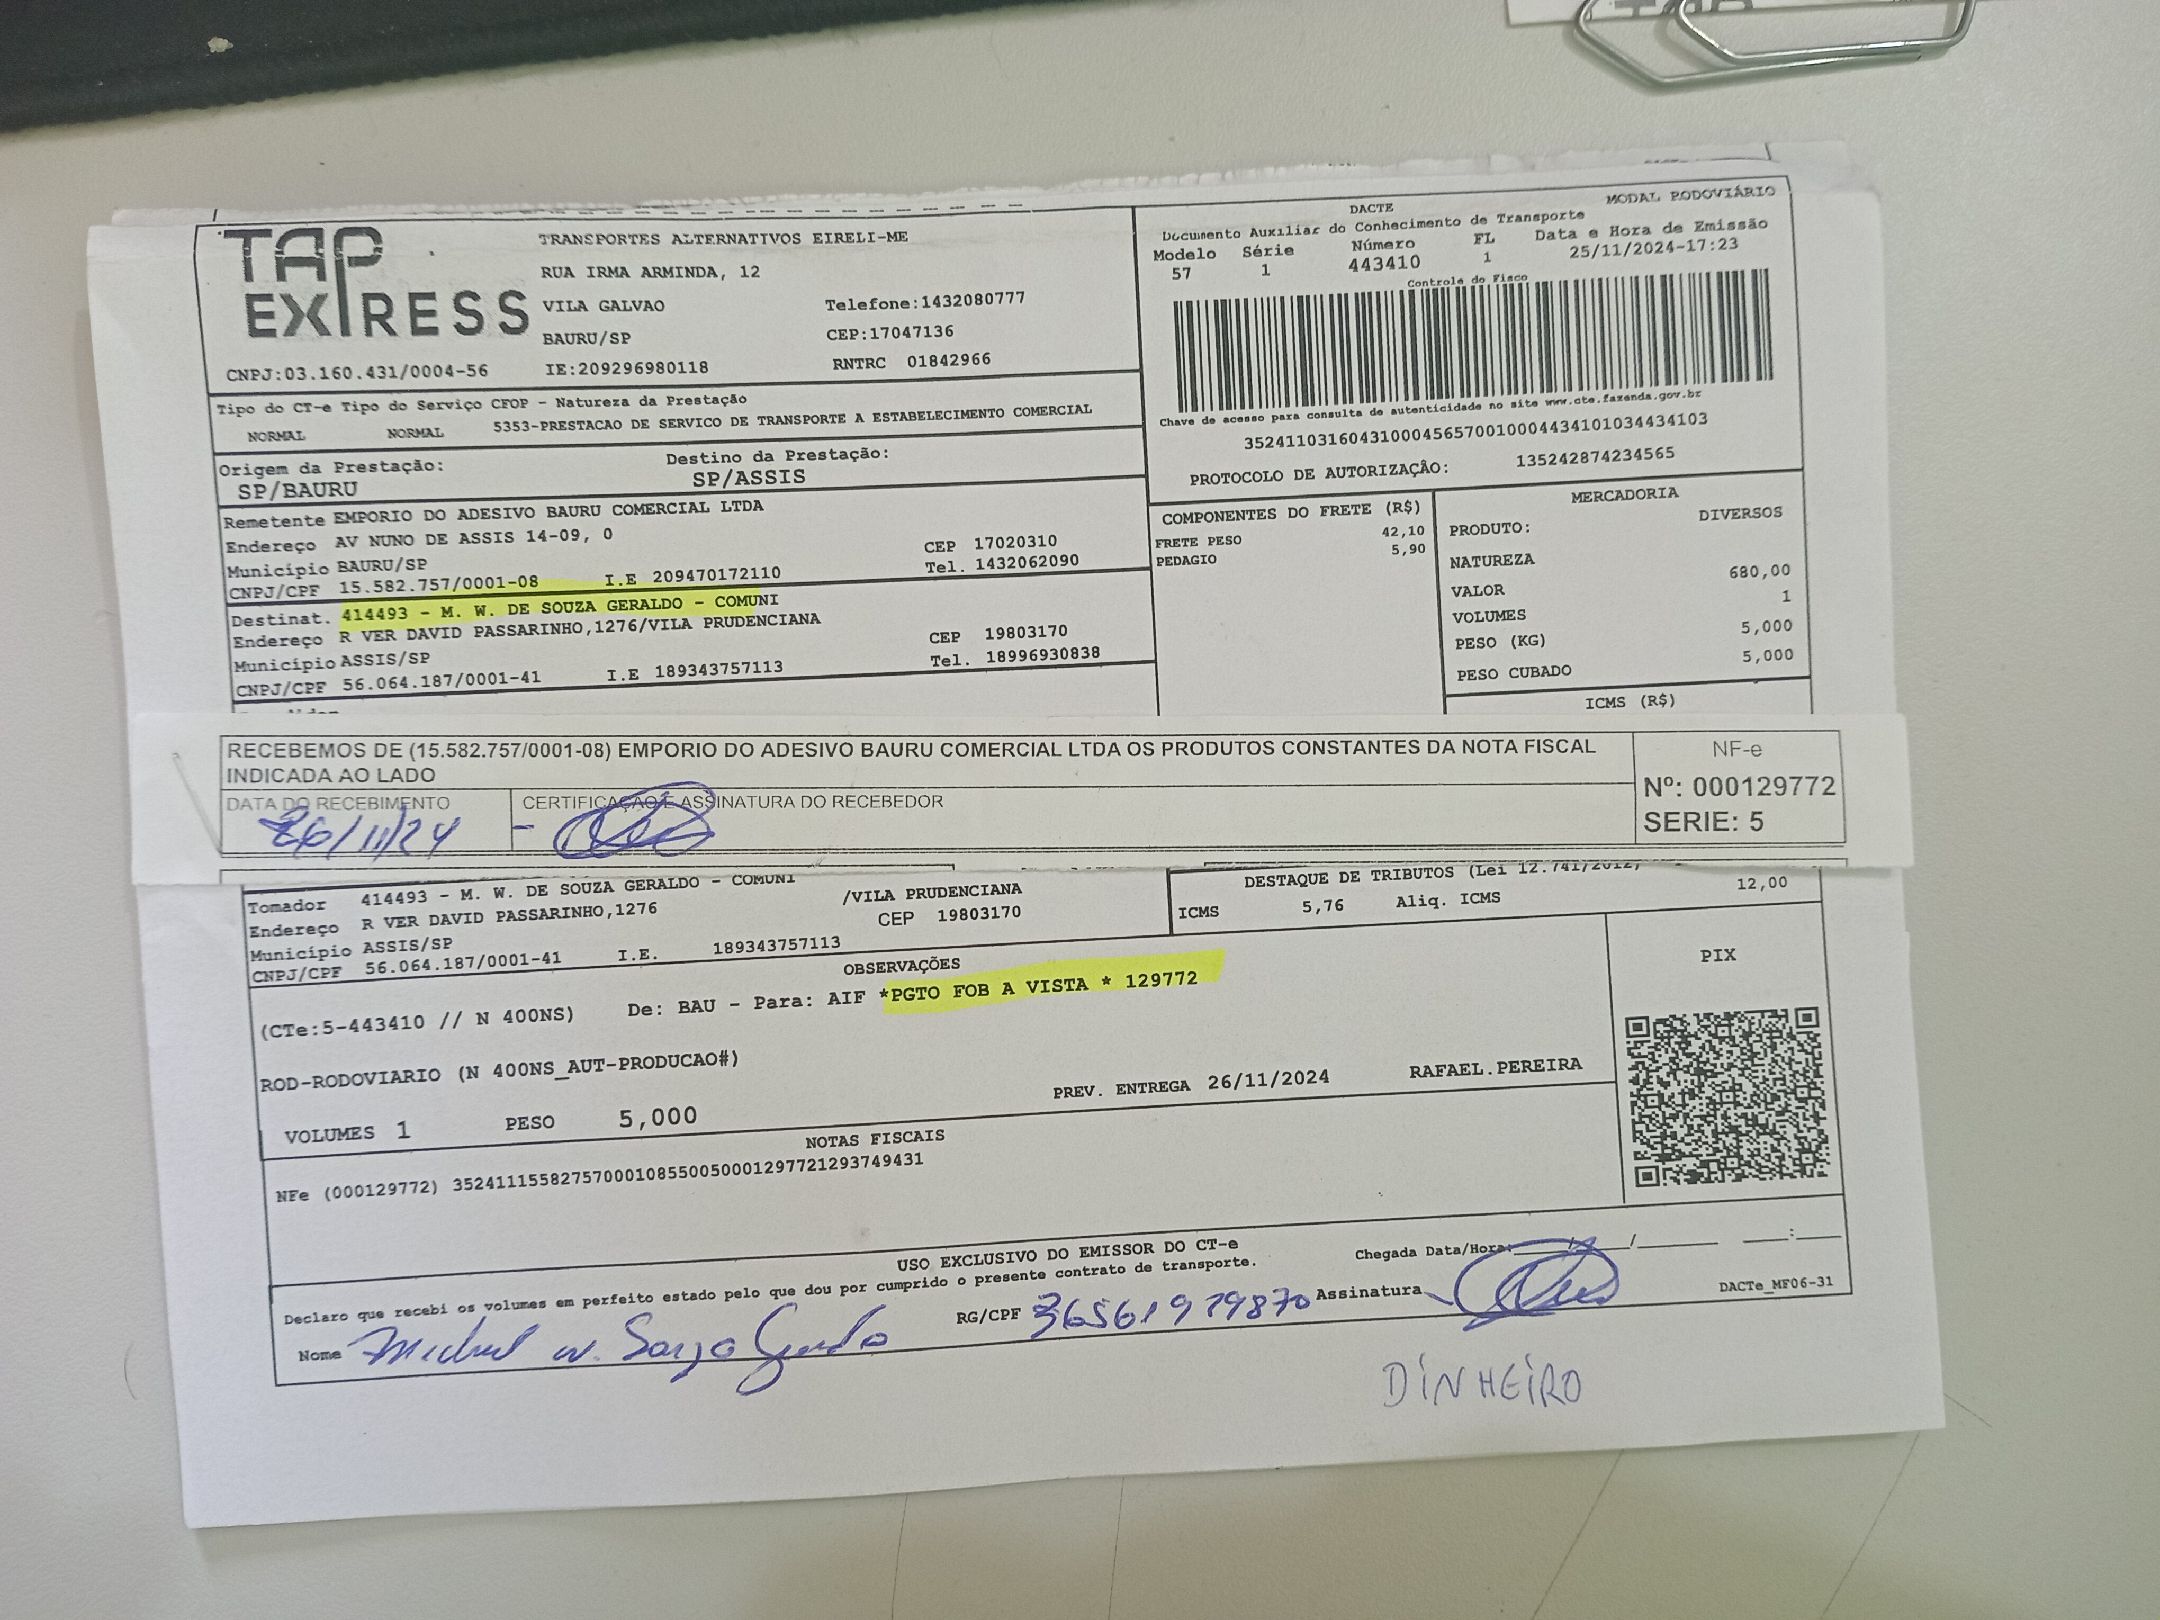 TAP EXPRESS
TRANSPORTES ALTERNATIVOS EIRELI-ME
RUA IRMA ARMINDA, 12
VILA GALVAO Telefone:1432080777
BAURU/SP CEP:17047136
CNPJ:03.160.431/0004-56 IE:209296980118 RNTRC 01842966
DACTE MODAL RODOVIÁRIO
Documento Auxiliar do Conhecimento de Transporte
Modelo Série Número FL Data e Hora de Emissão
57 1 443410 1 25/11/2024-17:23
Controle do Fisco
Chave de acesso para consulta de autenticidade no site www.cte.fazenda.gov.br
35241103160431000456570010004434101034434103
PROTOCOLO DE AUTORIZAÇÂO: 135242874234565
Tipo do CT-e Tipo do Serviço CFOP - Natureza da Prestação
NORMAL NORMAL 5353-PRESTACAO DE SERVICO DE TRANSPORTE A ESTABELECIMENTO COMERCIAL
Origem da Prestação: Destino da Prestação:
SP/BAURU SP/ASSIS
Remetente EMPORIO DO ADESIVO BAURU COMERCIAL LTDA
Endereço AV NUNO DE ASSIS 14-09, 0 CEP 17020310
Município BAURU/SP Tel. 1432062090
CNPJ/CPF 15.582.757/0001-08 I.E 209470172110
Destinat. 414493 - M. W. DE SOUZA GERALDO - COMUNI
Endereço R VER DAVID PASSARINHO,1276/VILA PRUDENCIANA CEP 19803170
Município ASSIS/SP Tel. 18996930838
CNPJ/CPF 56.064.187/0001-41 I.E 189343757113
COMPONENTES DO FRETE (R$)
FRETE PESO 42,10
PEDAGIO 5,90
MERCADORIA
PRODUTO: DIVERSOS
NATUREZA
VALOR 680,00
VOLUMES 1
PESO (KG) 5,000
PESO CUBADO 5,000
ICMS (R$)
RECEBEMOS DE (15.582.757/0001-08) EMPORIO DO ADESIVO BAURU COMERCIAL LTDA OS PRODUTOS CONSTANTES DA NOTA FISCAL
INDICADA AO LADO
DATA DO RECEBIMENTO CERTIFICAÇAO E ASSINATURA DO RECEBEDOR
26/11/24
NF-e
Nº: 000129772
SERIE: 5
Tomador 414493 - M. W. DE SOUZA GERALDO - COMUNI
Endereço R VER DAVID PASSARINHO,1276 /VILA PRUDENCIANA
Município ASSIS/SP CEP 19803170
CNPJ/CPF 56.064.187/0001-41 I.E. 189343757113
DESTAQUE DE TRIBUTOS (Lei 12.741/2012,
ICMS 5,76 Aliq. ICMS 12,00
OBSERVAÇÕES
(CTe:5-443410 // N 400NS) De: BAU - Para: AIF *PGTO FOB A VISTA * 129772
ROD-RODOVIARIO (N 400NS_AUT-PRODUCAO#)
PREV. ENTREGA 26/11/2024 RAFAEL.PEREIRA
VOLUMES 1 PESO 5,000
PIX
NOTAS FISCAIS
NFe (000129772) 35241115582757000108550050001297721293749431
USO EXCLUSIVO DO EMISSOR DO CT-e
Declaro que recebi os volumes em perfeito estado pelo que dou por cumprido o presente contrato de transporte.
Chegada Data/Hora:____/____/______ ___:___
Nome Michel W. Souza Geraldo RG/CPF 36561979870 Assinatura DACTe_MF06-31
DINHEIRO